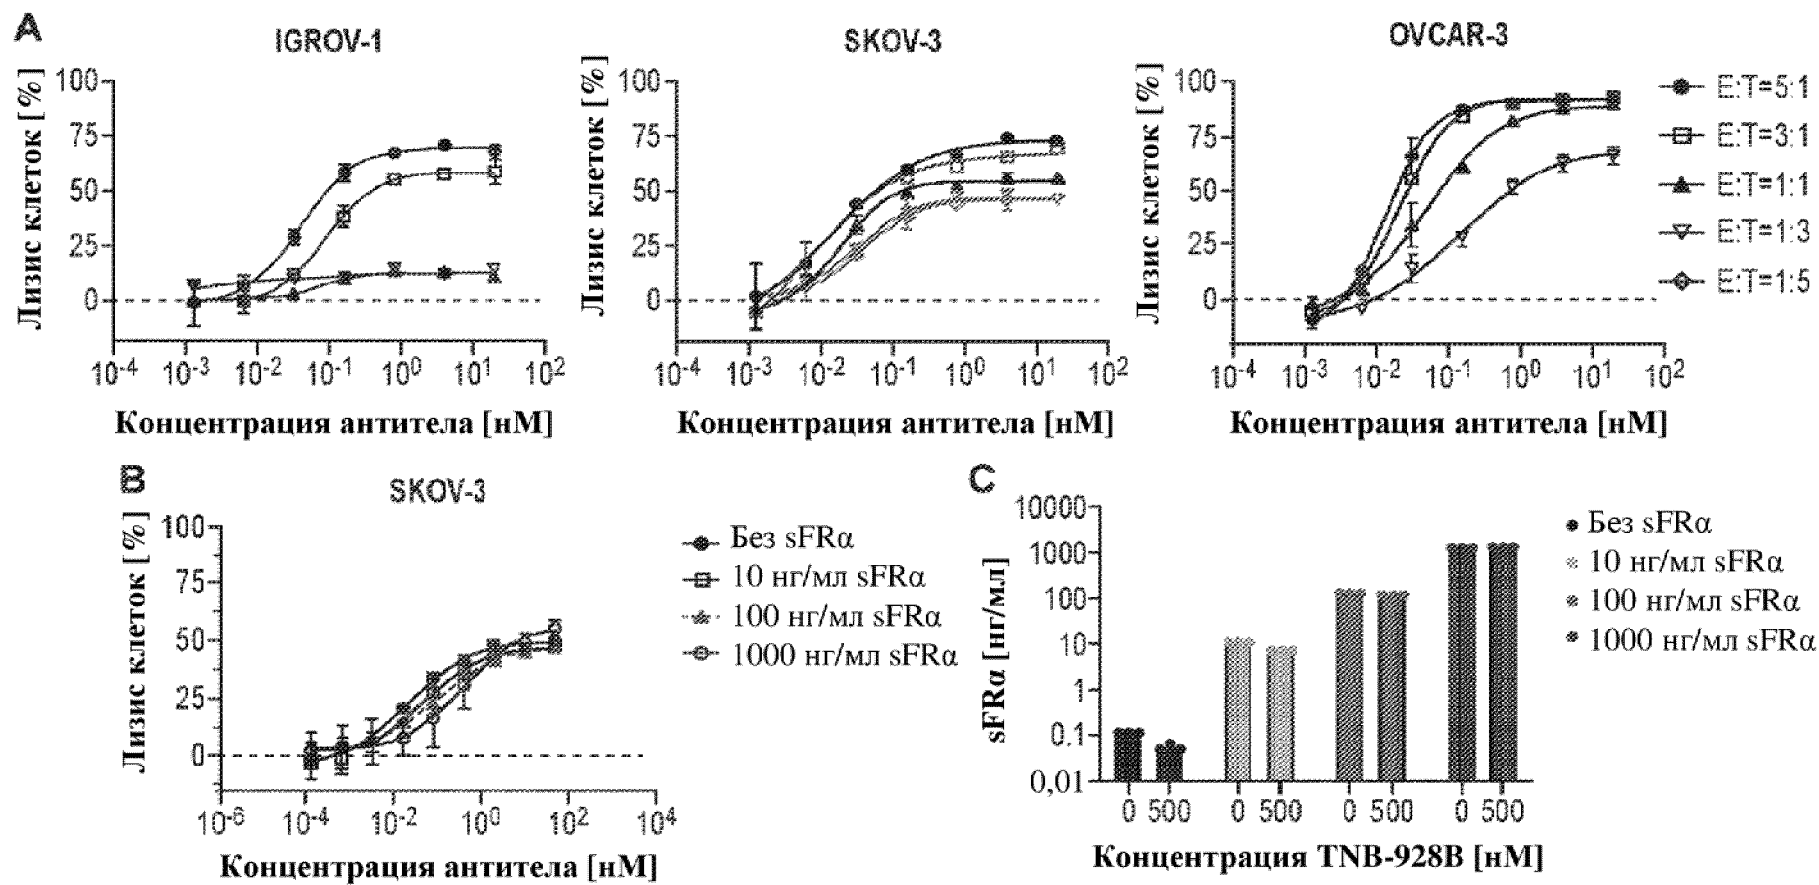 A
IGROV-1
Лизис клеток [%]
100
75
50
25
0
10-4 10-3 10-2 10-1 100 101 102
Концентрация антитела [нМ]
SKOV-3
Лизис клеток [%]
100
75
50
25
0
10-4 10-3 10-2 10-1 100 101 102
Концентрация антитела [нМ]
OVCAR-3
Лизис клеток [%]
100
75
50
25
0
10-4 10-3 10-2 10-1 100 101 102
Концентрация антитела [нМ]
E:T=5:1
E:T=3:1
E:T=1:1
E:T=1:3
E:T=1:5
B
SKOV-3
Лизис клеток [%]
100
75
50
25
0
10-6 10-4 10-2 100 102 104
Концентрация антитела [нМ]
Без sFRα
10 нг/мл sFRα
100 нг/мл sFRα
1000 нг/мл sFRα
C
sFRα [нг/мл]
10000
1000
100
10
1
0.1
0,01
0 500 0 500 0 500 0 500
Концентрация TNB-928B [нМ]
Без sFRα
10 нг/мл sFRα
100 нг/мл sFRα
1000 нг/мл sFRα